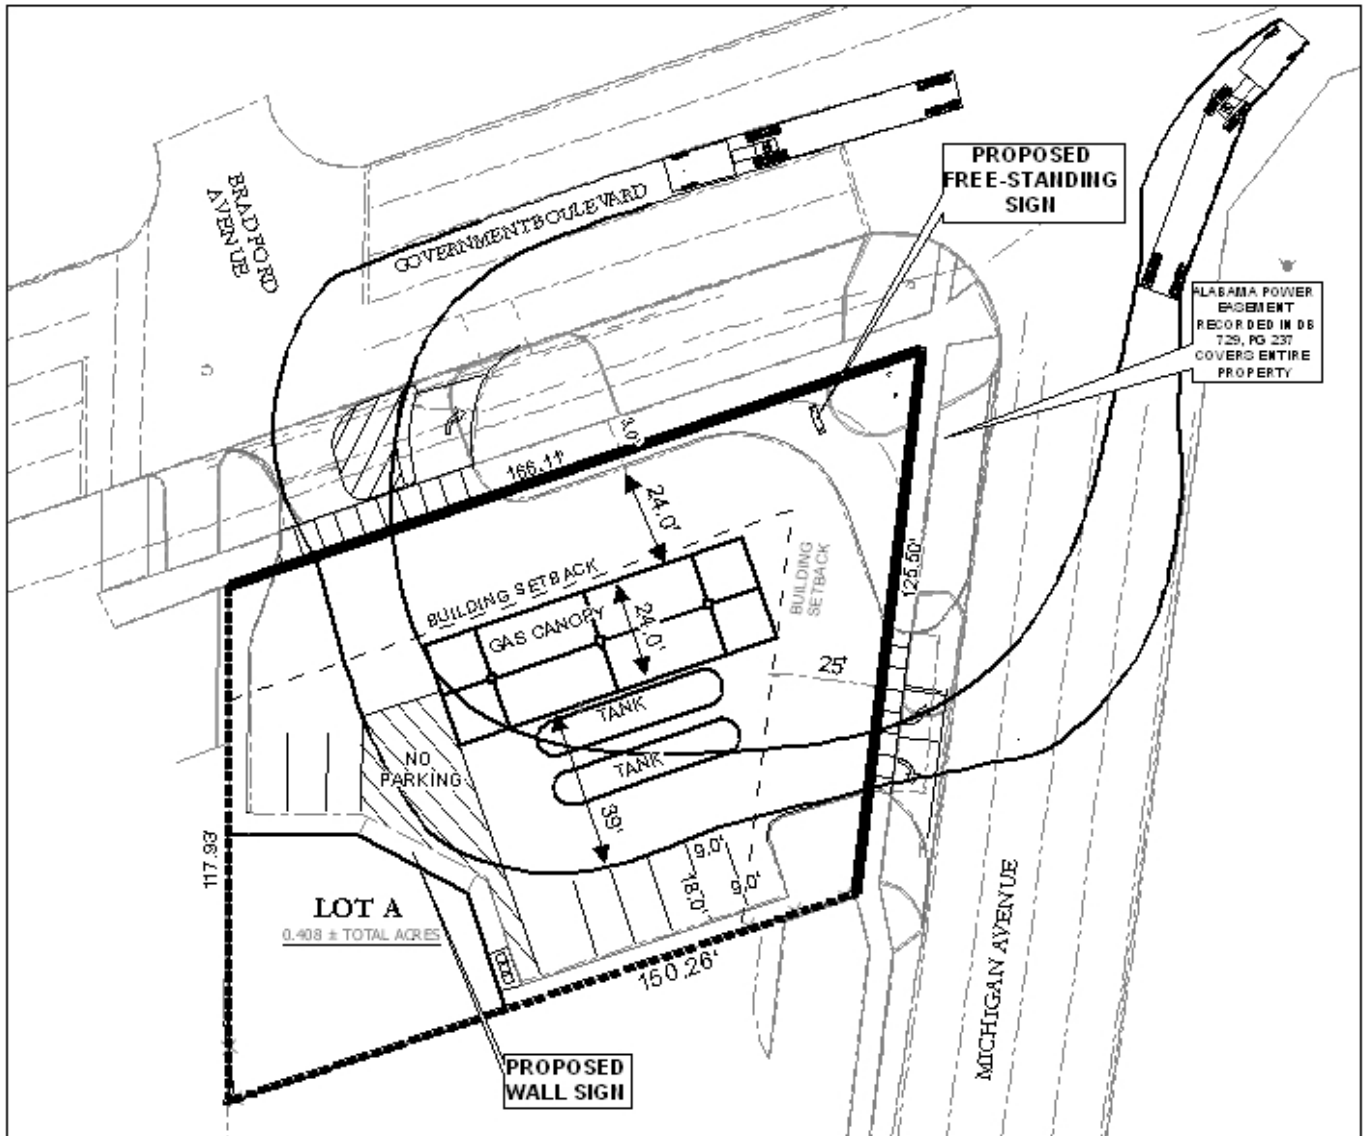 BRADFORD
AVENUE
GOVERNMENT BOULEVARD
PROPOSED
FREE-STANDING
SIGN
ALABAMA POWER
EASEMENT
RECORDED IN DB
729, PG 237
COVERS ENTIRE
PROPERTY
3.0'
166.11'
24.0'
BUILDING SETBACK
GAS CANOPY
24.0'
BUILDING
SETBACK
125.50'
25'
TANK
TANK
NO
PARKING
39'
9.0'
18.0'
9.0'
117.93'
LOT A
0.408 ± TOTAL ACRES
150.26'
MICHIGAN AVENUE
PROPOSED
WALL SIGN